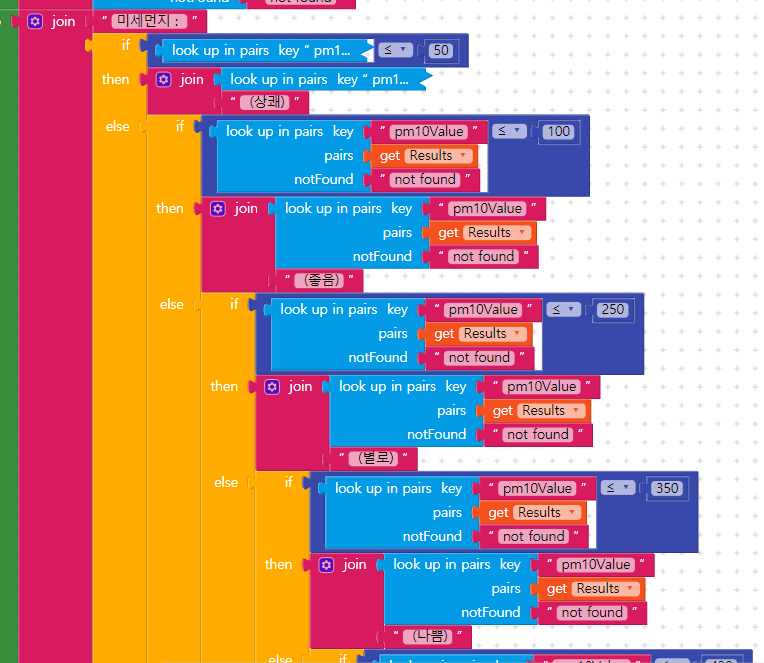 not found
join " 미세먼지 : "
if look up in pairs key " pm1... ≤ 50
then join look up in pairs key " pm1...
" (상쾌) "
else if look up in pairs key " pm10Value " ≤ 100
pairs get Results
notFound " not found "
then join look up in pairs key " pm10Value "
pairs get Results
notFound " not found "
" (좋음) "
else if look up in pairs key " pm10Value " ≤ 250
pairs get Results
notFound " not found "
then join look up in pairs key " pm10Value "
pairs get Results
notFound " not found "
" (별로) "
else if look up in pairs key " pm10Value " ≤ 350
pairs get Results
notFound " not found "
then join look up in pairs key " pm10Value "
pairs get Results
notFound " not found "
" (나쁨) "
else if look up in pairs key